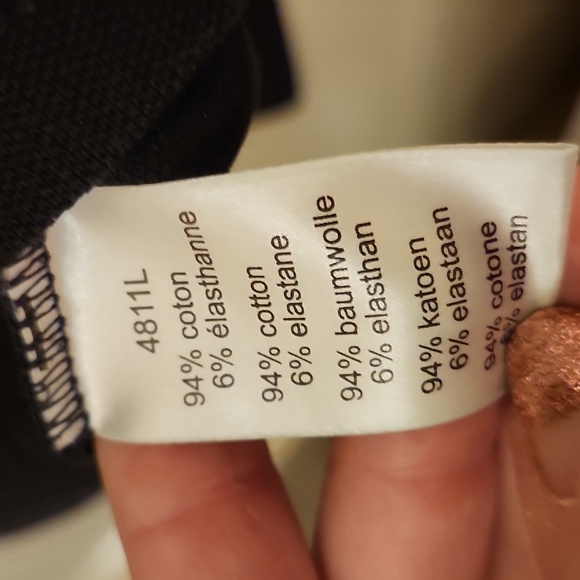 4811L
94% coton
6% élasthanne
94% cotton
6% elastane
94% baumwolle
6% elasthan
94% katoen
6% elastaan
94% cotone
% elastan